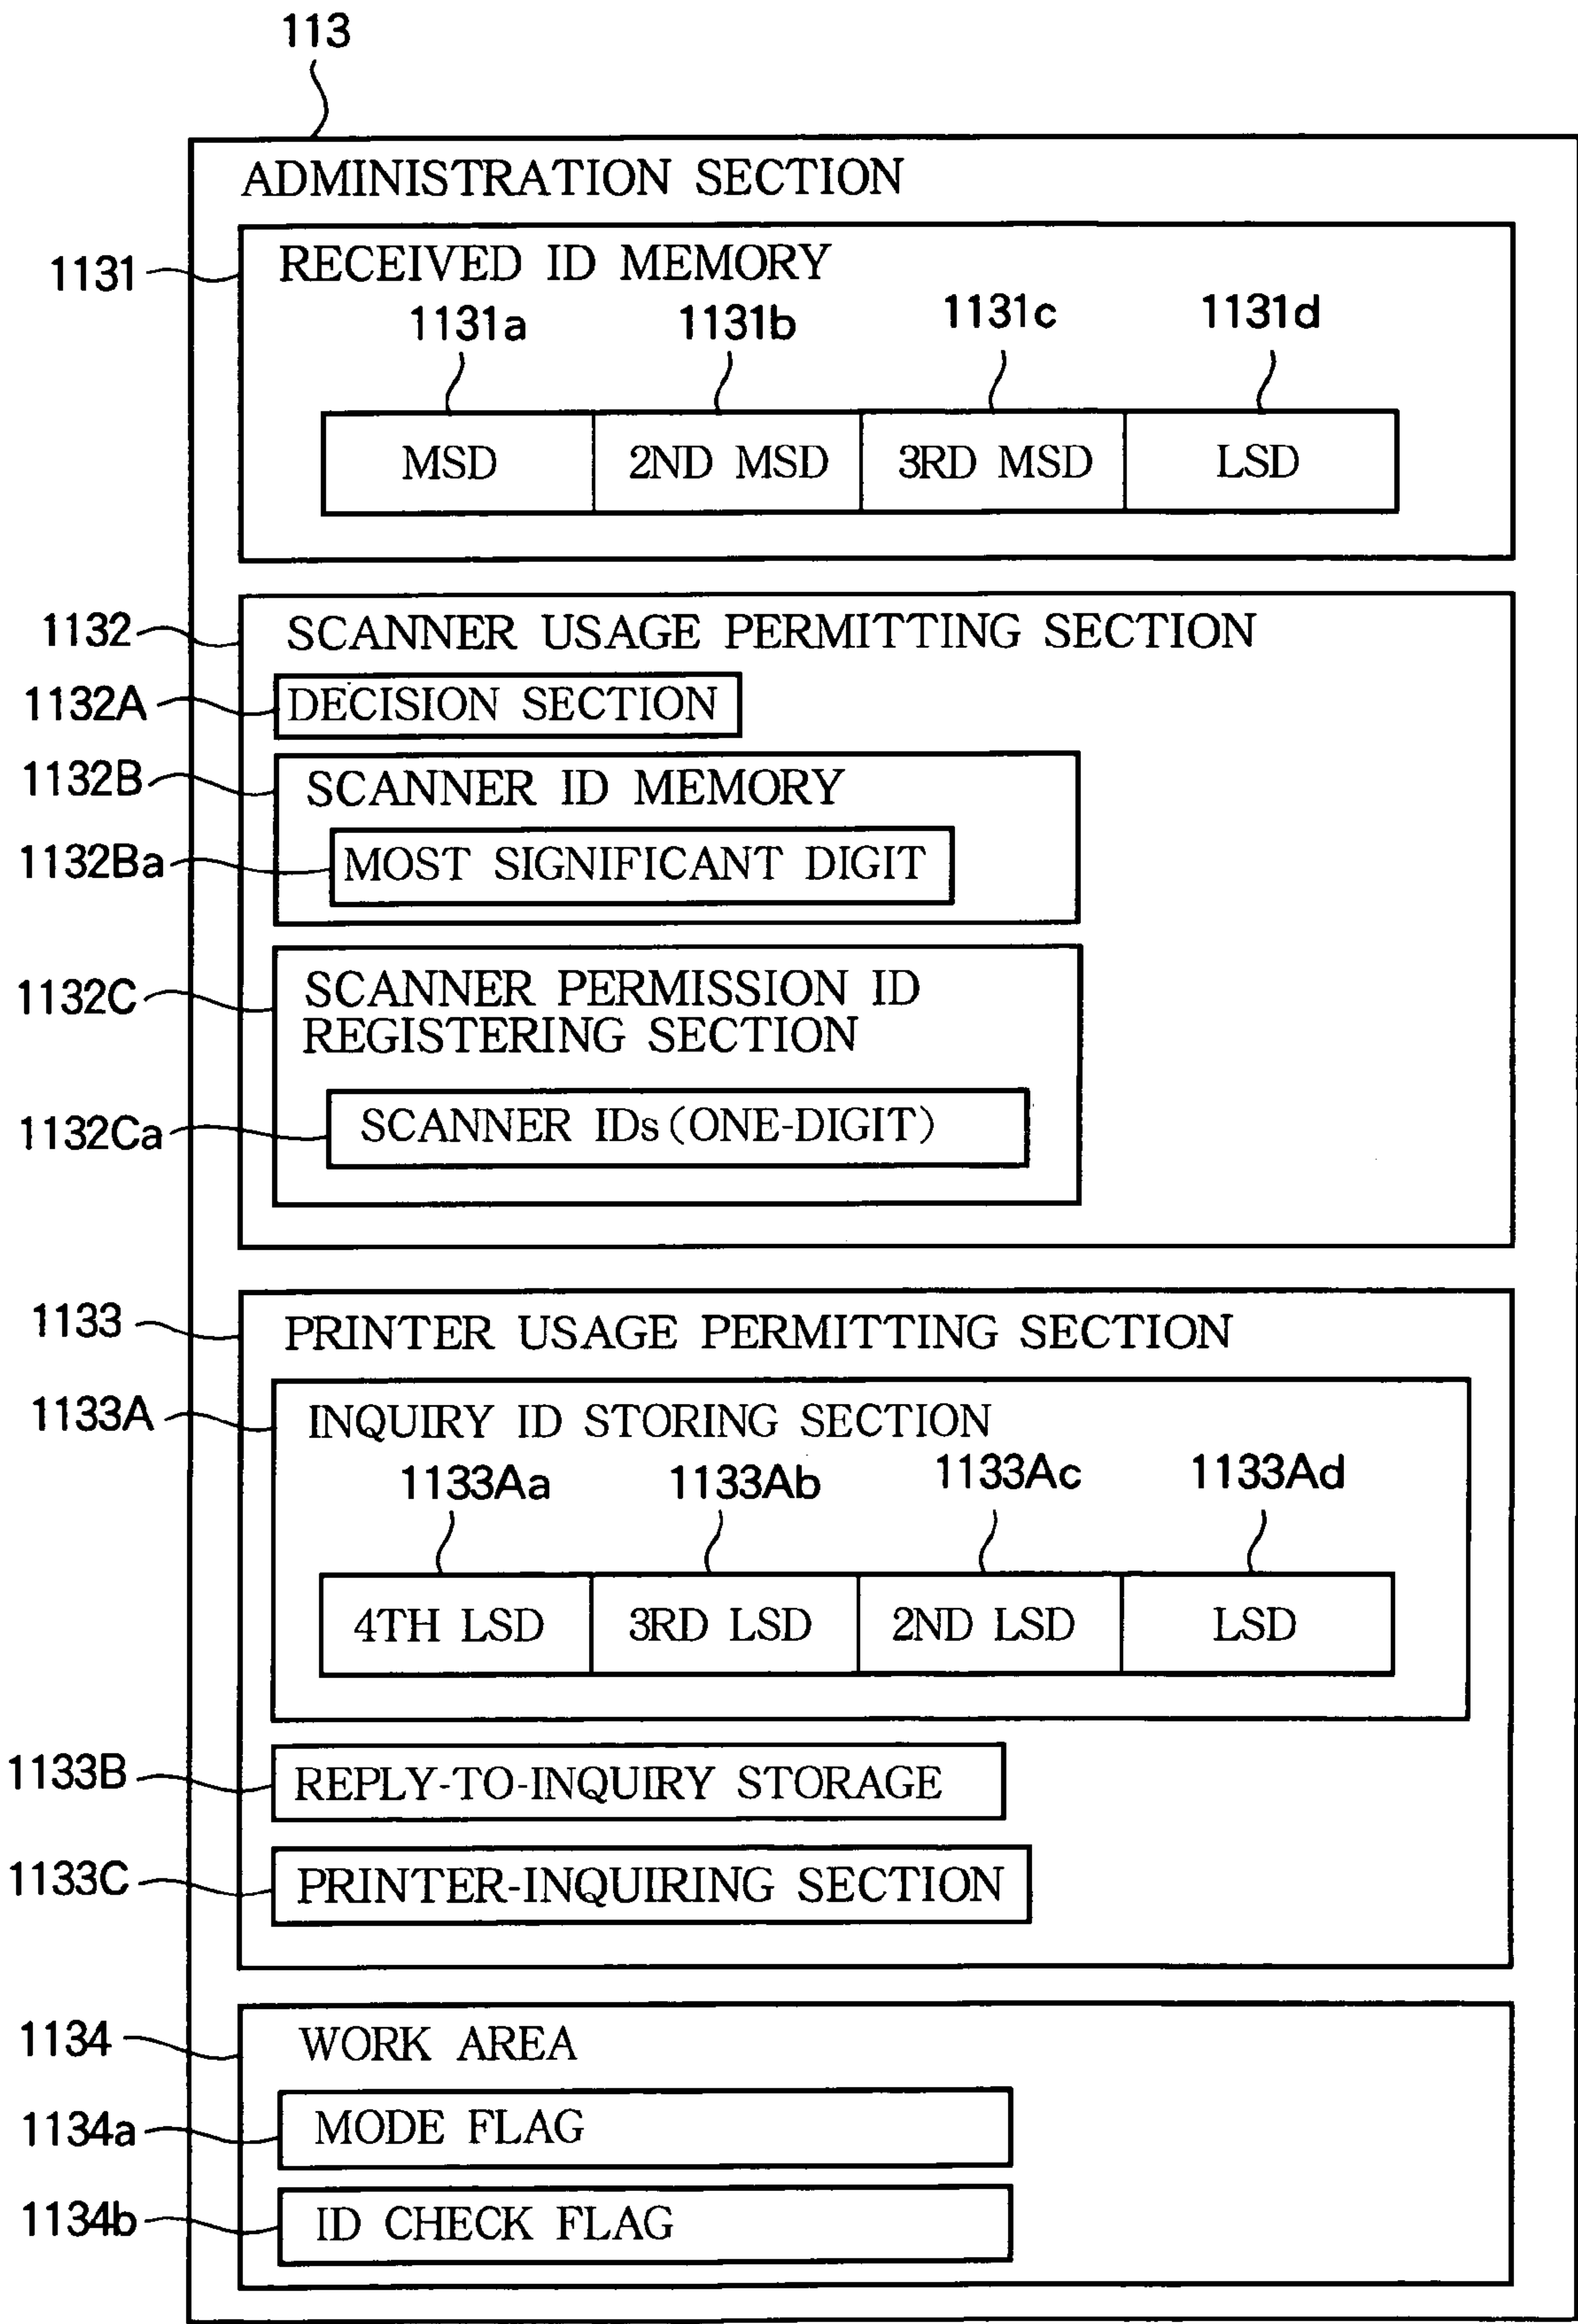 113
ADMINISTRATION SECTION
1131
RECEIVED ID MEMORY
1131a 1131b 1131c 1131d
MSD 2ND MSD 3RD MSD LSD
1132
SCANNER USAGE PERMITTING SECTION
1132A
DECISION SECTION
1132B
SCANNER ID MEMORY
1132Ba
MOST SIGNIFICANT DIGIT
1132C
SCANNER PERMISSION ID
REGISTERING SECTION
1132Ca
SCANNER IDs (ONE-DIGIT)
1133
PRINTER USAGE PERMITTING SECTION
1133A
INQUIRY ID STORING SECTION
1133Aa 1133Ab 1133Ac 1133Ad
4TH LSD 3RD LSD 2ND LSD LSD
1133B
REPLY-TO-INQUIRY STORAGE
1133C
PRINTER-INQUIRING SECTION
1134
WORK AREA
1134a
MODE FLAG
1134b
ID CHECK FLAG